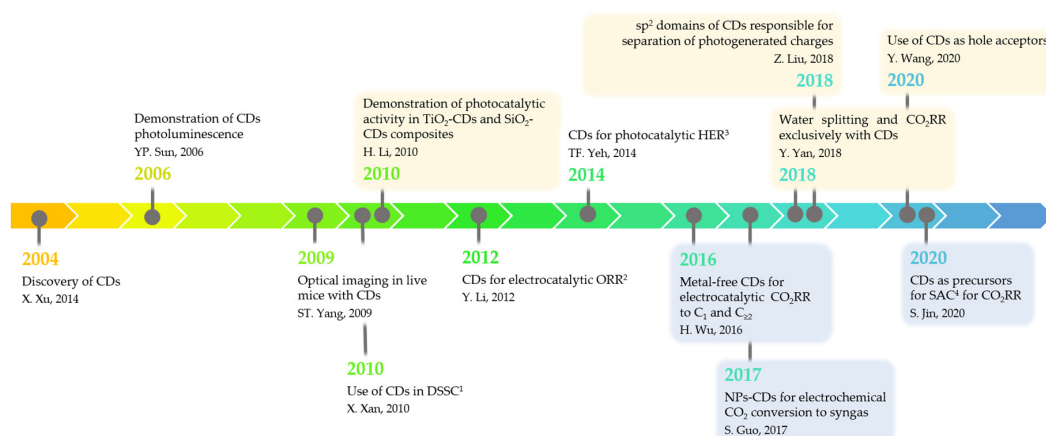 sp² domains of CDs responsible for
separation of photogenerated charges
Z. Liu, 2018
2018
Use of CDs as hole acceptors
Y. Wang, 2020
2020
Demonstration of CDs
photoluminescence
YP. Sun, 2006
2006
Demonstration of photocatalytic
activity in TiO₂-CDs and SiO₂-
CDs composites
H. Li, 2010
2010
CDs for photocatalytic HER³
TF. Yeh, 2014
2014
Water splitting and CO₂RR
exclusively with CDs
Y. Yan, 2018
2018
2004
Discovery of CDs
X. Xu, 2014
2009
Optical imaging in live
mice with CDs
ST. Yang, 2009
2010
Use of CDs in DSSC¹
X. Xan, 2010
2012
CDs for electrocatalytic ORR²
Y. Li, 2012
2016
Metal-free CDs for
electrocatalytic CO₂RR
to C₁ and C≥₂
H. Wu, 2016
2017
NPs-CDs for electrochemical
CO₂ conversion to syngas
S. Guo, 2017
2020
CDs as precursors
for SAC⁴ for CO₂RR
S. Jin, 2020